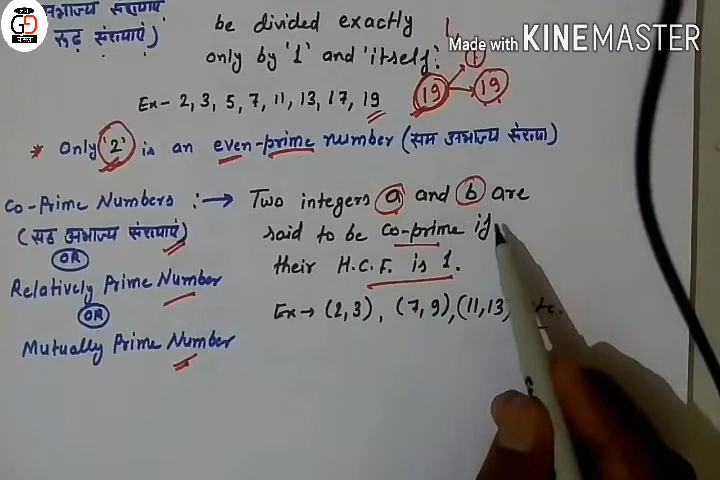 अभाज्य संख्याएं
be divided exactly
रूढ़ संख्याएं)
only by '1' and 'itself'.
Made with KINEMASTER
1
19 19
Ex- 2, 3, 5, 7, 11, 13, 17, 19
* Only '2' is an even-prime number (सम अभाज्य संख्या)
Co-Prime Numbers :→ Two integers a and b are
(सह अभाज्य संख्याएं) said to be co-prime if
OR
their H.C.F. is 1.
Relatively Prime Number
OR
Ex→ (2,3), (7,9), (11,13) etc.
Mutually Prime Number